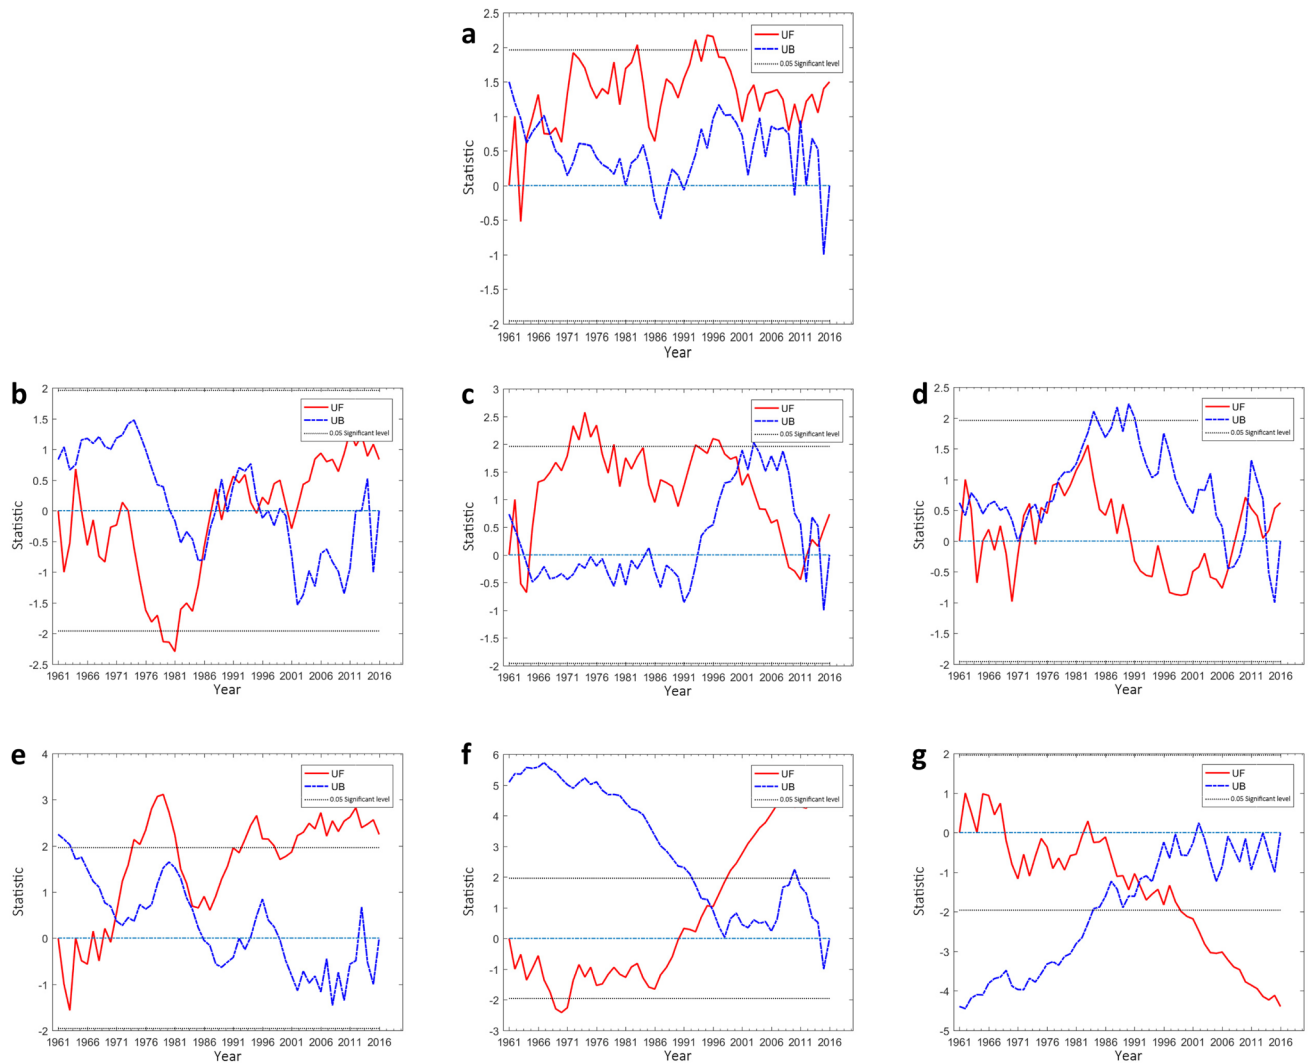 a
2.5
2
1.5
1
0.5
0
-0.5
-1
-1.5
-2
Statistic
UF
UB
0.05 Significant level
1961 1966 1971 1976 1981 1986 1991 1996 2001 2006 2011 2016
Year
b
2
1.5
1
0.5
0
-0.5
-1
-1.5
-2
-2.5
Statistic
UF
UB
0.05 Significant level
1961 1966 1971 1976 1981 1986 1991 1996 2001 2006 2011 2016
Year
c
3
2.5
2
1.5
1
0.5
0
-0.5
-1
-1.5
-2
Statistic
UF
UB
0.05 Significant level
1961 1966 1971 1976 1981 1986 1991 1996 2001 2006 2011 2016
Year
d
2.5
2
1.5
1
0.5
0
-0.5
-1
-1.5
-2
Statistic
UF
UB
0.05 Significant level
1961 1966 1971 1976 1981 1986 1991 1996 2001 2006 2011 2016
Year
e
4
3
2
1
0
-1
-2
Statistic
UF
UB
0.05 Significant level
1961 1966 1971 1976 1981 1986 1991 1996 2001 2006 2011 2016
Year
f
6
5
4
3
2
1
0
-1
-2
-3
Statistic
UF
UB
0.05 Significant level
1961 1966 1971 1976 1981 1986 1991 1996 2001 2006 2011 2016
Year
g
2
1
0
-1
-2
-3
-4
-5
Statistic
UF
UB
0.05 Significant level
1961 1966 1971 1976 1981 1986 1991 1996 2001 2006 2011 2016
Year